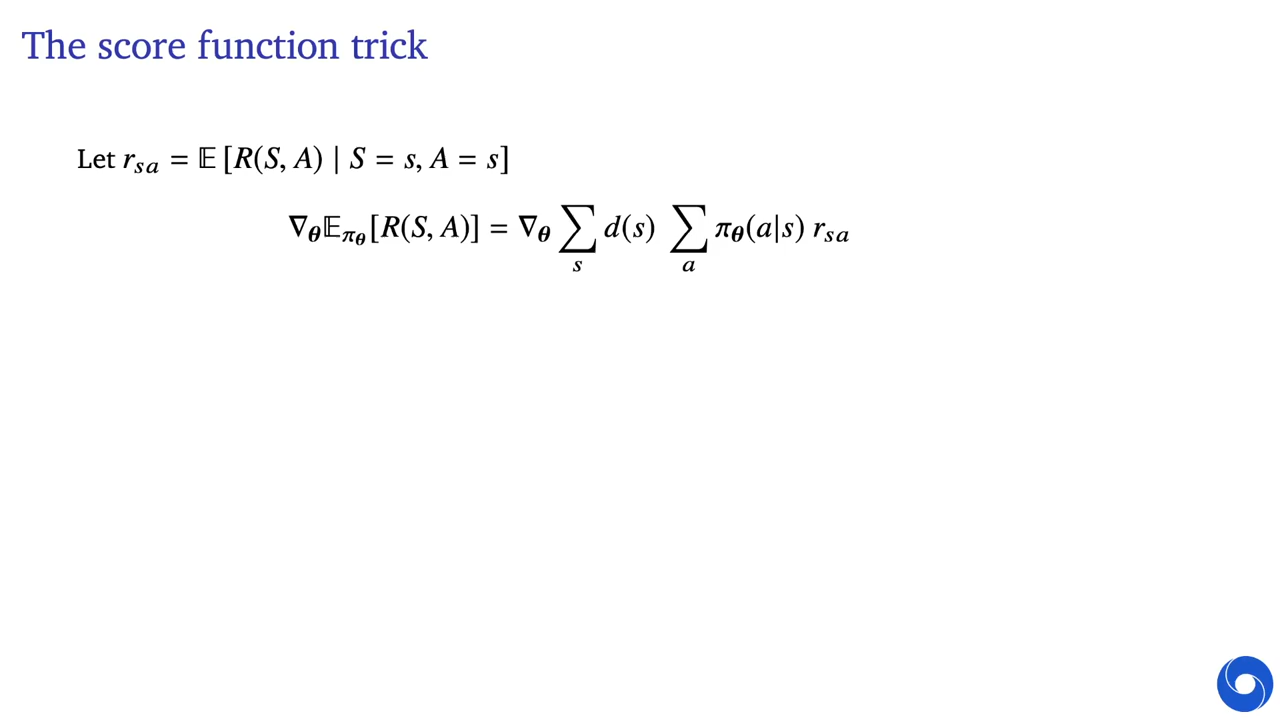 The score function trick
Let r_{sa} = 𝔼 [R(S, A) | S = s, A = s]
∇_θ 𝔼_{π_θ}[R(S, A)] = ∇_θ ∑_s d(s) ∑_a π_θ(a|s) r_{sa}